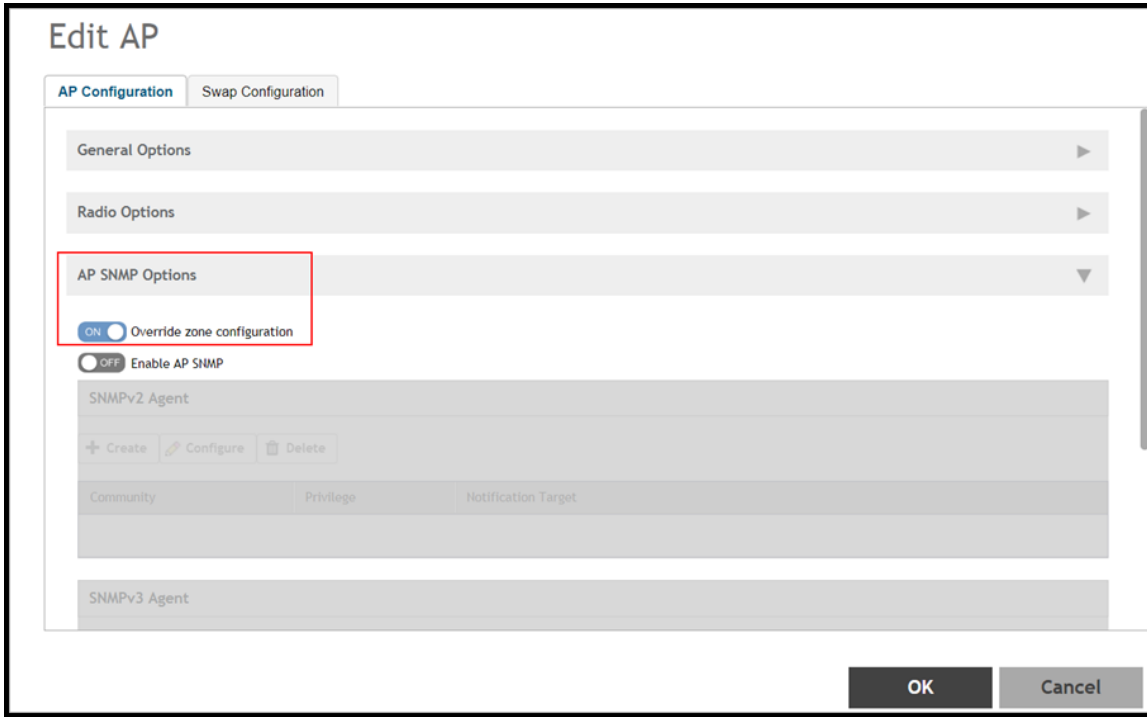 Edit AP
AP Configuration Swap Configuration
General Options
Radio Options
AP SNMP Options
ON Override zone configuration
OFF Enable AP SNMP
SNMPv2 Agent
Create Configure Delete
Community Privilege Notification Target
SNMPv3 Agent
OK Cancel